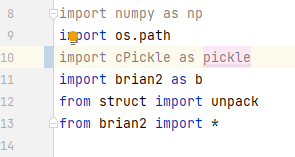 8 import numpy as np
9 import os.path
10 import cPickle as pickle
11 import brian2 as b
12 from struct import unpack
13 from brian2 import *
14